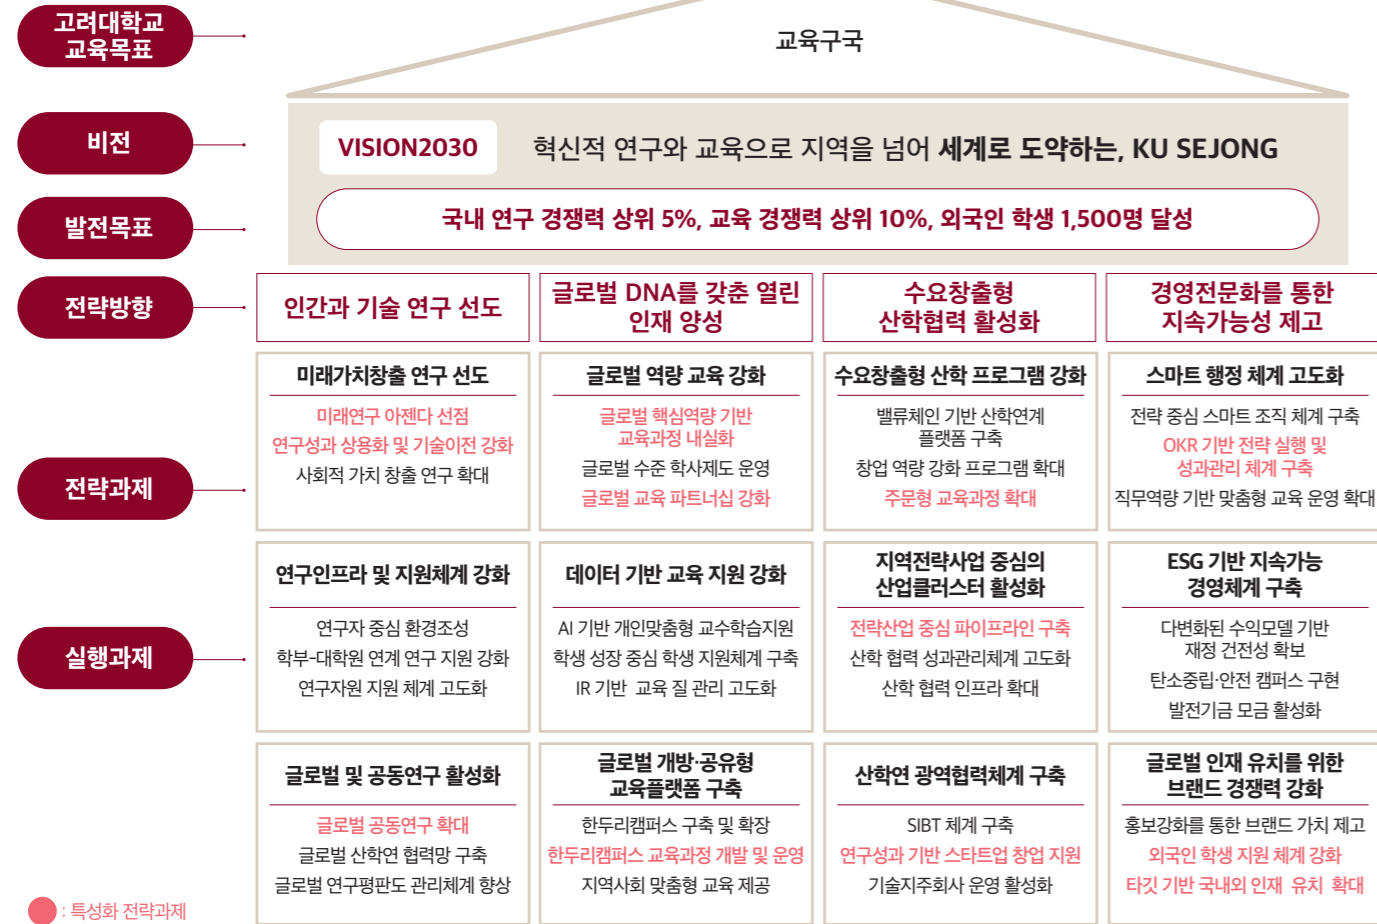 고려대학교
교육목표
교육구국
비전
VISION2030
혁신적 연구와 교육으로 지역을 넘어 세계로 도약하는, KU SEJONG
발전목표
국내 연구 경쟁력 상위 5%, 교육 경쟁력 상위 10%, 외국인 학생 1,500명 달성
전략방향
인간과 기술 연구 선도
글로벌 DNA를 갖춘 열린
인재 양성
수요창출형
산학협력 활성화
경영전문화를 통한
지속가능성 제고
전략과제
미래가치창출 연구 선도
미래연구 아젠다 선점
연구성과 상용화 및 기술이전 강화
사회적 가치 창출 연구 확대
글로벌 역량 교육 강화
글로벌 핵심역량 기반
교육과정 내실화
글로벌 수준 학사제도 운영
글로벌 교육 파트너십 강화
수요창출형 산학 프로그램 강화
밸류체인 기반 산학연계
플랫폼 구축
창업 역량 강화 프로그램 확대
주문형 교육과정 확대
스마트 행정 체계 고도화
전략 중심 스마트 조직 체계 구축
OKR 기반 전략 실행 및
성과관리 체계 구축
직무역량 기반 맞춤형 교육 운영 확대
실행과제
연구인프라 및 지원체계 강화
연구자 중심 환경조성
학부-대학원 연계 연구 지원 강화
연구자원 지원 체계 고도화
데이터 기반 교육 지원 강화
AI 기반 개인맞춤형 교수학습지원
학생 성장 중심 학생 지원체계 구축
IR 기반 교육 질 관리 고도화
지역전략사업 중심의
산업클러스터 활성화
전략산업 중심 파이프라인 구축
산학 협력 성과관리체계 고도화
산학 협력 인프라 확대
ESG 기반 지속가능
경영체계 구축
다변화된 수익모델 기반
재정 건전성 확보
탄소중립·안전 캠퍼스 구현
발전기금 모금 활성화
글로벌 및 공동연구 활성화
글로벌 공동연구 확대
글로벌 산학연 협력망 구축
글로벌 연구평판도 관리체계 향상
글로벌 개방·공유형
교육플랫폼 구축
한두리캠퍼스 구축 및 확장
한두리캠퍼스 교육과정 개발 및 운영
지역사회 맞춤형 교육 제공
산학연 광역협력체계 구축
SIBT 체계 구축
연구성과 기반 스타트업 창업 지원
기술지주회사 운영 활성화
글로벌 인재 유치를 위한
브랜드 경쟁력 강화
홍보강화를 통한 브랜드 가치 제고
외국인 학생 지원 체계 강화
타깃 기반 국내외 인재 유치 확대
: 특성화 전략과제